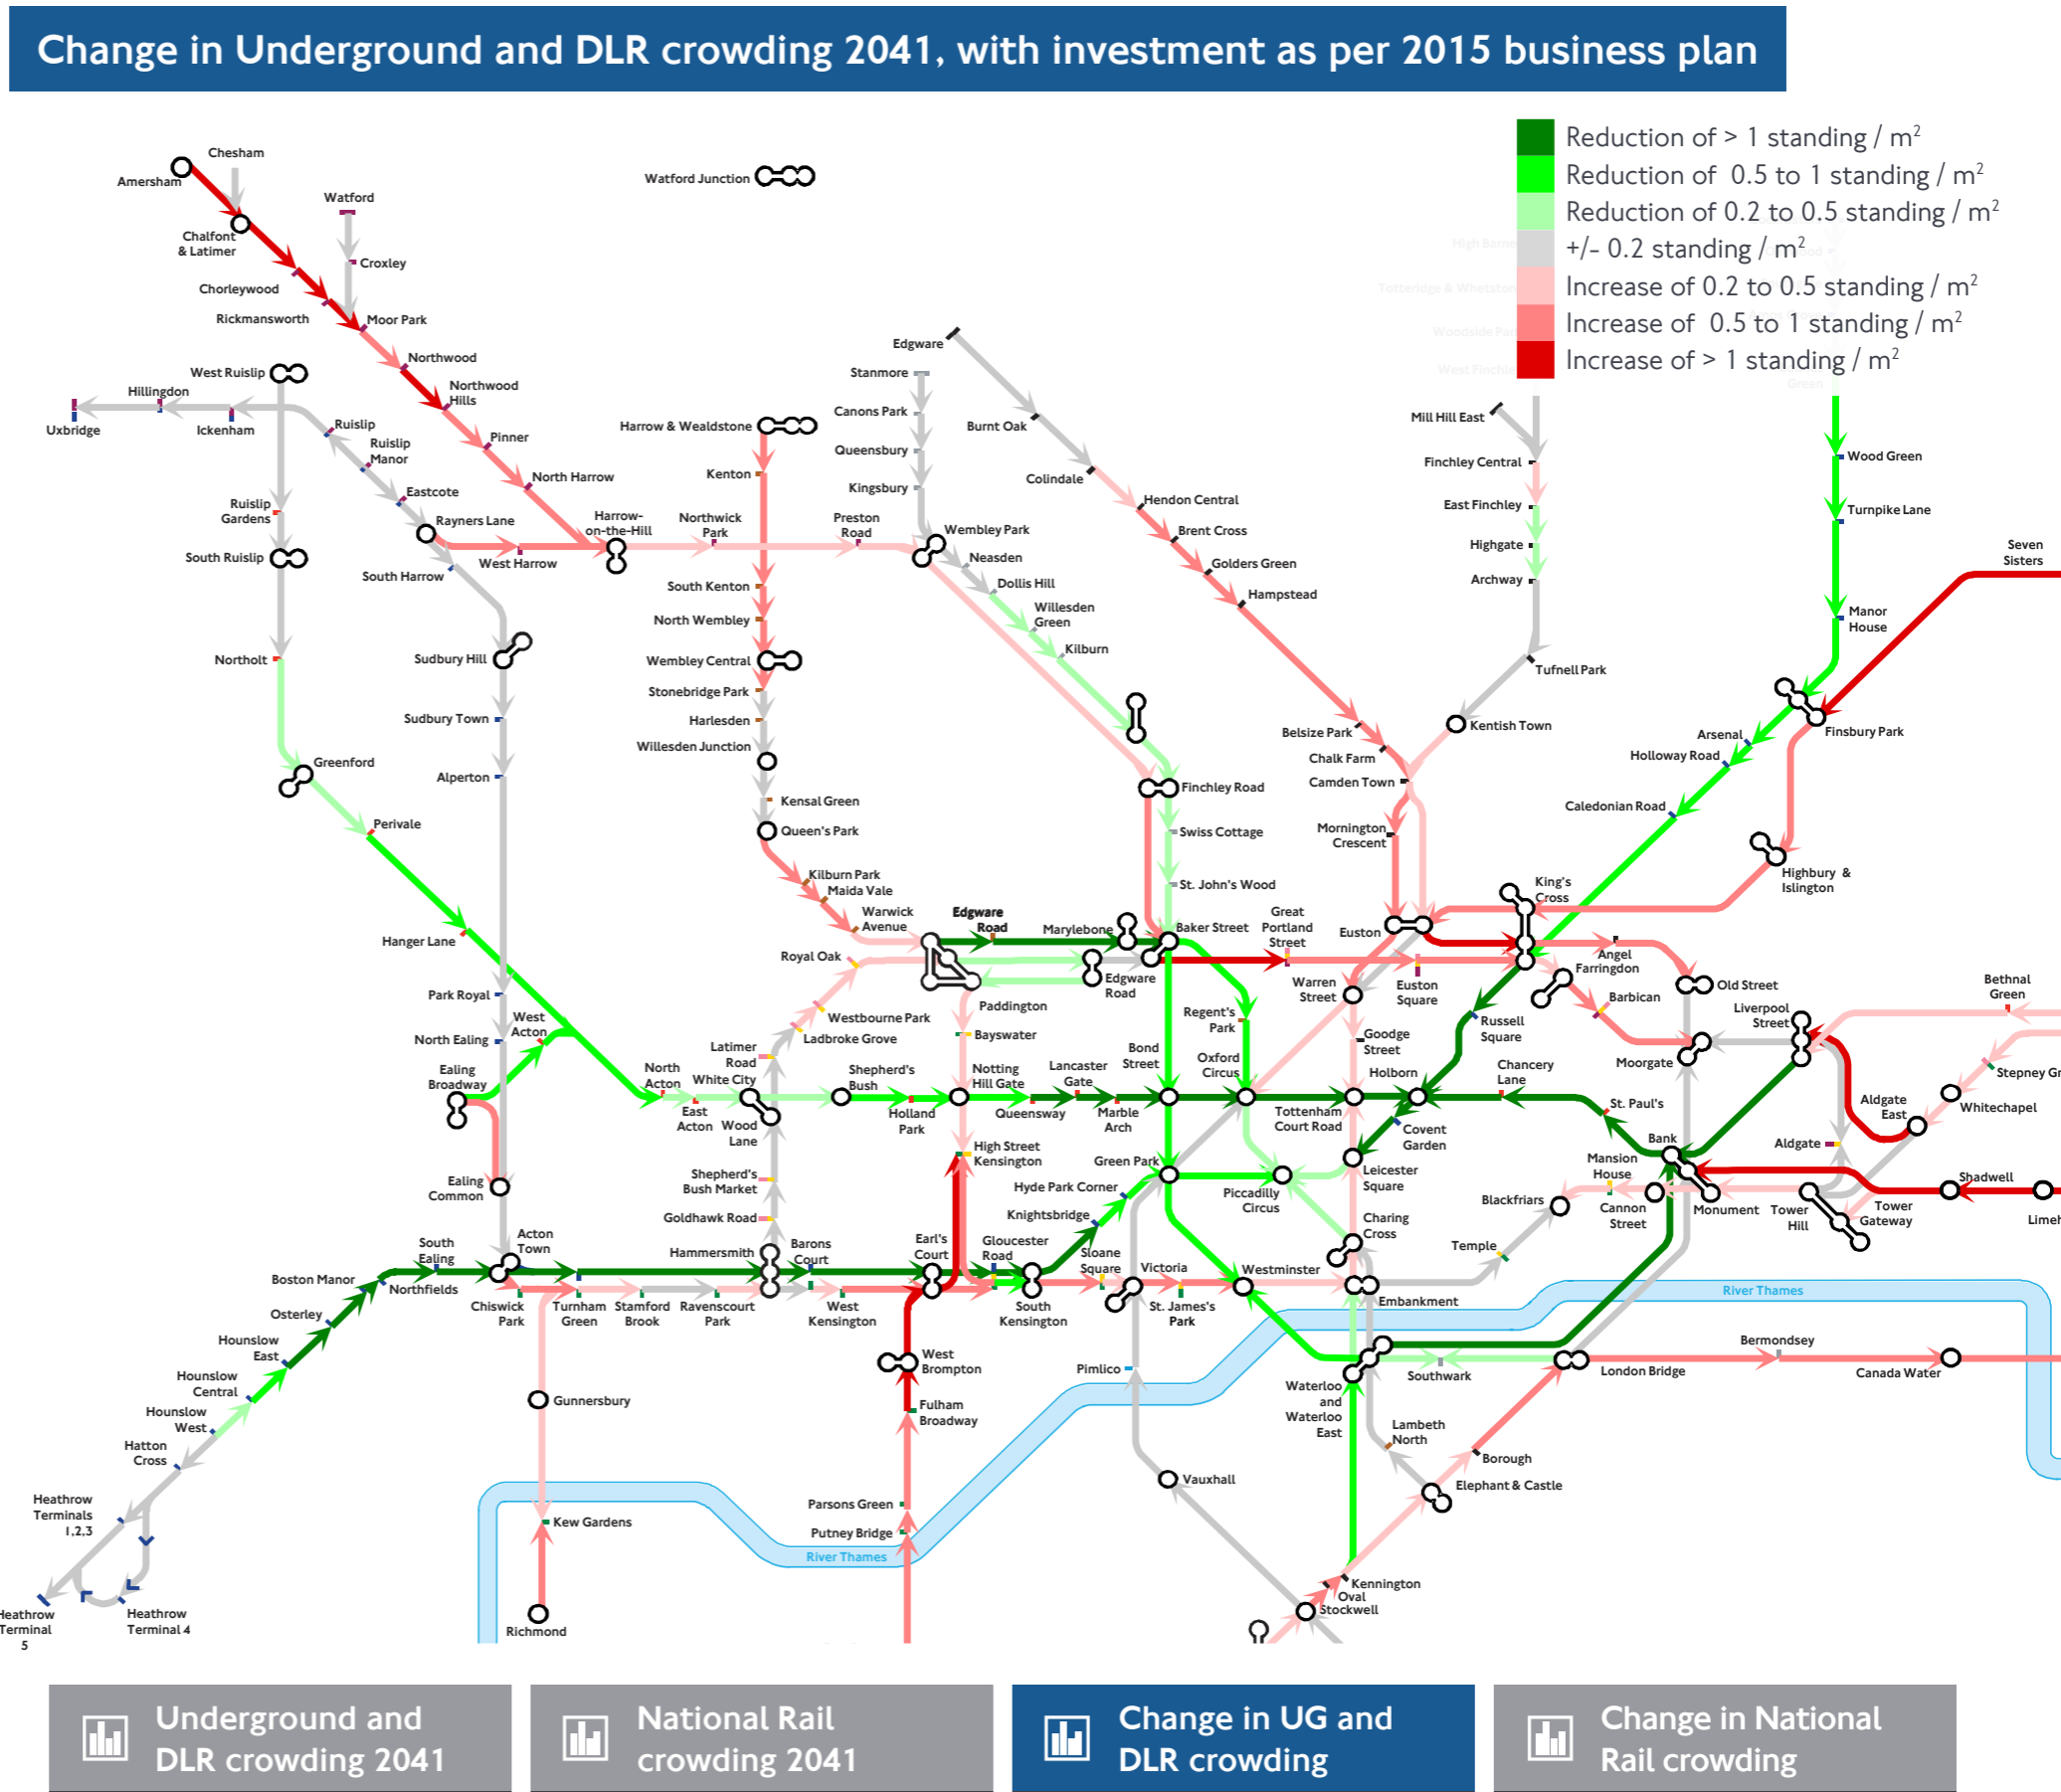 Change in Underground and DLR crowding 2041, with investment as per 2015 business plan
Reduction of > 1 standing / m²
Reduction of 0.5 to 1 standing / m²
Reduction of 0.2 to 0.5 standing / m²
+/- 0.2 standing / m²
Increase of 0.2 to 0.5 standing / m²
Increase of 0.5 to 1 standing / m²
Increase of > 1 standing / m²
Chesham
Amersham
Chalfont
& Latimer
Watford
Croxley
Chorleywood
Rickmansworth
Moor Park
Northwood
Northwood
Hills
Pinner
North Harrow
Harrow-
on-the-Hill
Watford Junction
West Ruislip
Hillingdon
Uxbridge
Ickenham
Ruislip
Ruislip
Manor
Eastcote
Rayners Lane
West Harrow
South Harrow
Ruislip
Gardens
South Ruislip
Northolt
Greenford
Perivale
Hanger Lane
Sudbury Hill
Sudbury Town
Alperton
Park Royal
North Ealing
West
Acton
Ealing
Broadway
Ealing
Common
Harrow & Wealdstone
Kenton
Northwick
Park
Preston
Road
South Kenton
North Wembley
Wembley Central
Stonebridge Park
Harlesden
Willesden Junction
Kensal Green
Queen's Park
Kilburn Park
Maida Vale
Warwick
Avenue
Edgware
Stanmore
Canons Park
Queensbury
Kingsbury
Wembley Park
Neasden
Dollis Hill
Willesden
Green
Kilburn
Finchley Road
Swiss Cottage
St. John's Wood
Burnt Oak
Colindale
Hendon Central
Brent Cross
Golders Green
Hampstead
Belsize Park
Chalk Farm
Camden Town
Mornington
Crescent
High Barne
Totteridge & Whetston
Woodside Par
West Finchle
Green
Mill Hill East
Finchley Central
East Finchley
Highgate
Archway
Tufnell Park
Kentish Town
Wood Green
Turnpike Lane
Manor
House
Seven
Sisters
Finsbury Park
Arsenal
Holloway Road
Caledonian Road
Highbury &
Islington
King's
Cross
Euston
Angel
Farringdon
Barbican
Old Street
Liverpool
Street
Bethnal
Green
Moorgate
Edgware
Road
Marylebone
Baker Street
Great
Portland
Street
Royal Oak
Paddington
Edgware
Road
Warren
Street
Euston
Square
Westbourne Park
Ladbroke Grove
Latimer
Road
Bayswater
Regent's
Park
Goodge
Street
Russell
Square
North
Acton
East
Acton
White City
Wood
Lane
Shepherd's
Bush
Holland
Park
Notting
Hill Gate
Queensway
Lancaster
Gate
Marble
Arch
Bond
Street
Oxford
Circus
Tottenham
Court Road
Holborn
Chancery
Lane
St. Paul's
Covent
Garden
Leicester
Square
Bank
Aldgate
East
Aldgate
Stepney Gr
Whitechapel
Shepherd's
Bush Market
Goldhawk Road
High Street
Kensington
Green Park
Hyde Park Corner
Knightsbridge
Piccadilly
Circus
Mansion
House
Blackfriars
Cannon
Street
Monument
Tower
Hill
Tower
Gateway
Shadwell
Limeh
Acton
Town
South
Ealing
Boston Manor
Northfields
Osterley
Hounslow
East
Hounslow
Central
Hounslow
West
Hatton
Cross
Heathrow
Terminals
1,2,3
Heathrow
Terminal
5
Heathrow
Terminal 4
Chiswick
Park
Turnham
Green
Stamford
Brook
Ravenscourt
Park
Hammersmith
Barons
Court
West
Kensington
Earl's
Court
Gloucester
Road
South
Kensington
Sloane
Square
Victoria
St. James's
Park
Westminster
Charing
Cross
Embankment
Temple
River Thames
Gunnersbury
Kew Gardens
Richmond
West
Brompton
Fulham
Broadway
Parsons Green
Putney Bridge
River Thames
Pimlico
Vauxhall
Waterloo
and
Waterloo
East
Southwark
London Bridge
Bermondsey
Canada Water
Lambeth
North
Borough
Elephant & Castle
Kennington
Oval
Stockwell
Underground and
DLR crowding 2041
National Rail
crowding 2041
Change in UG and
DLR crowding
Change in National
Rail crowding